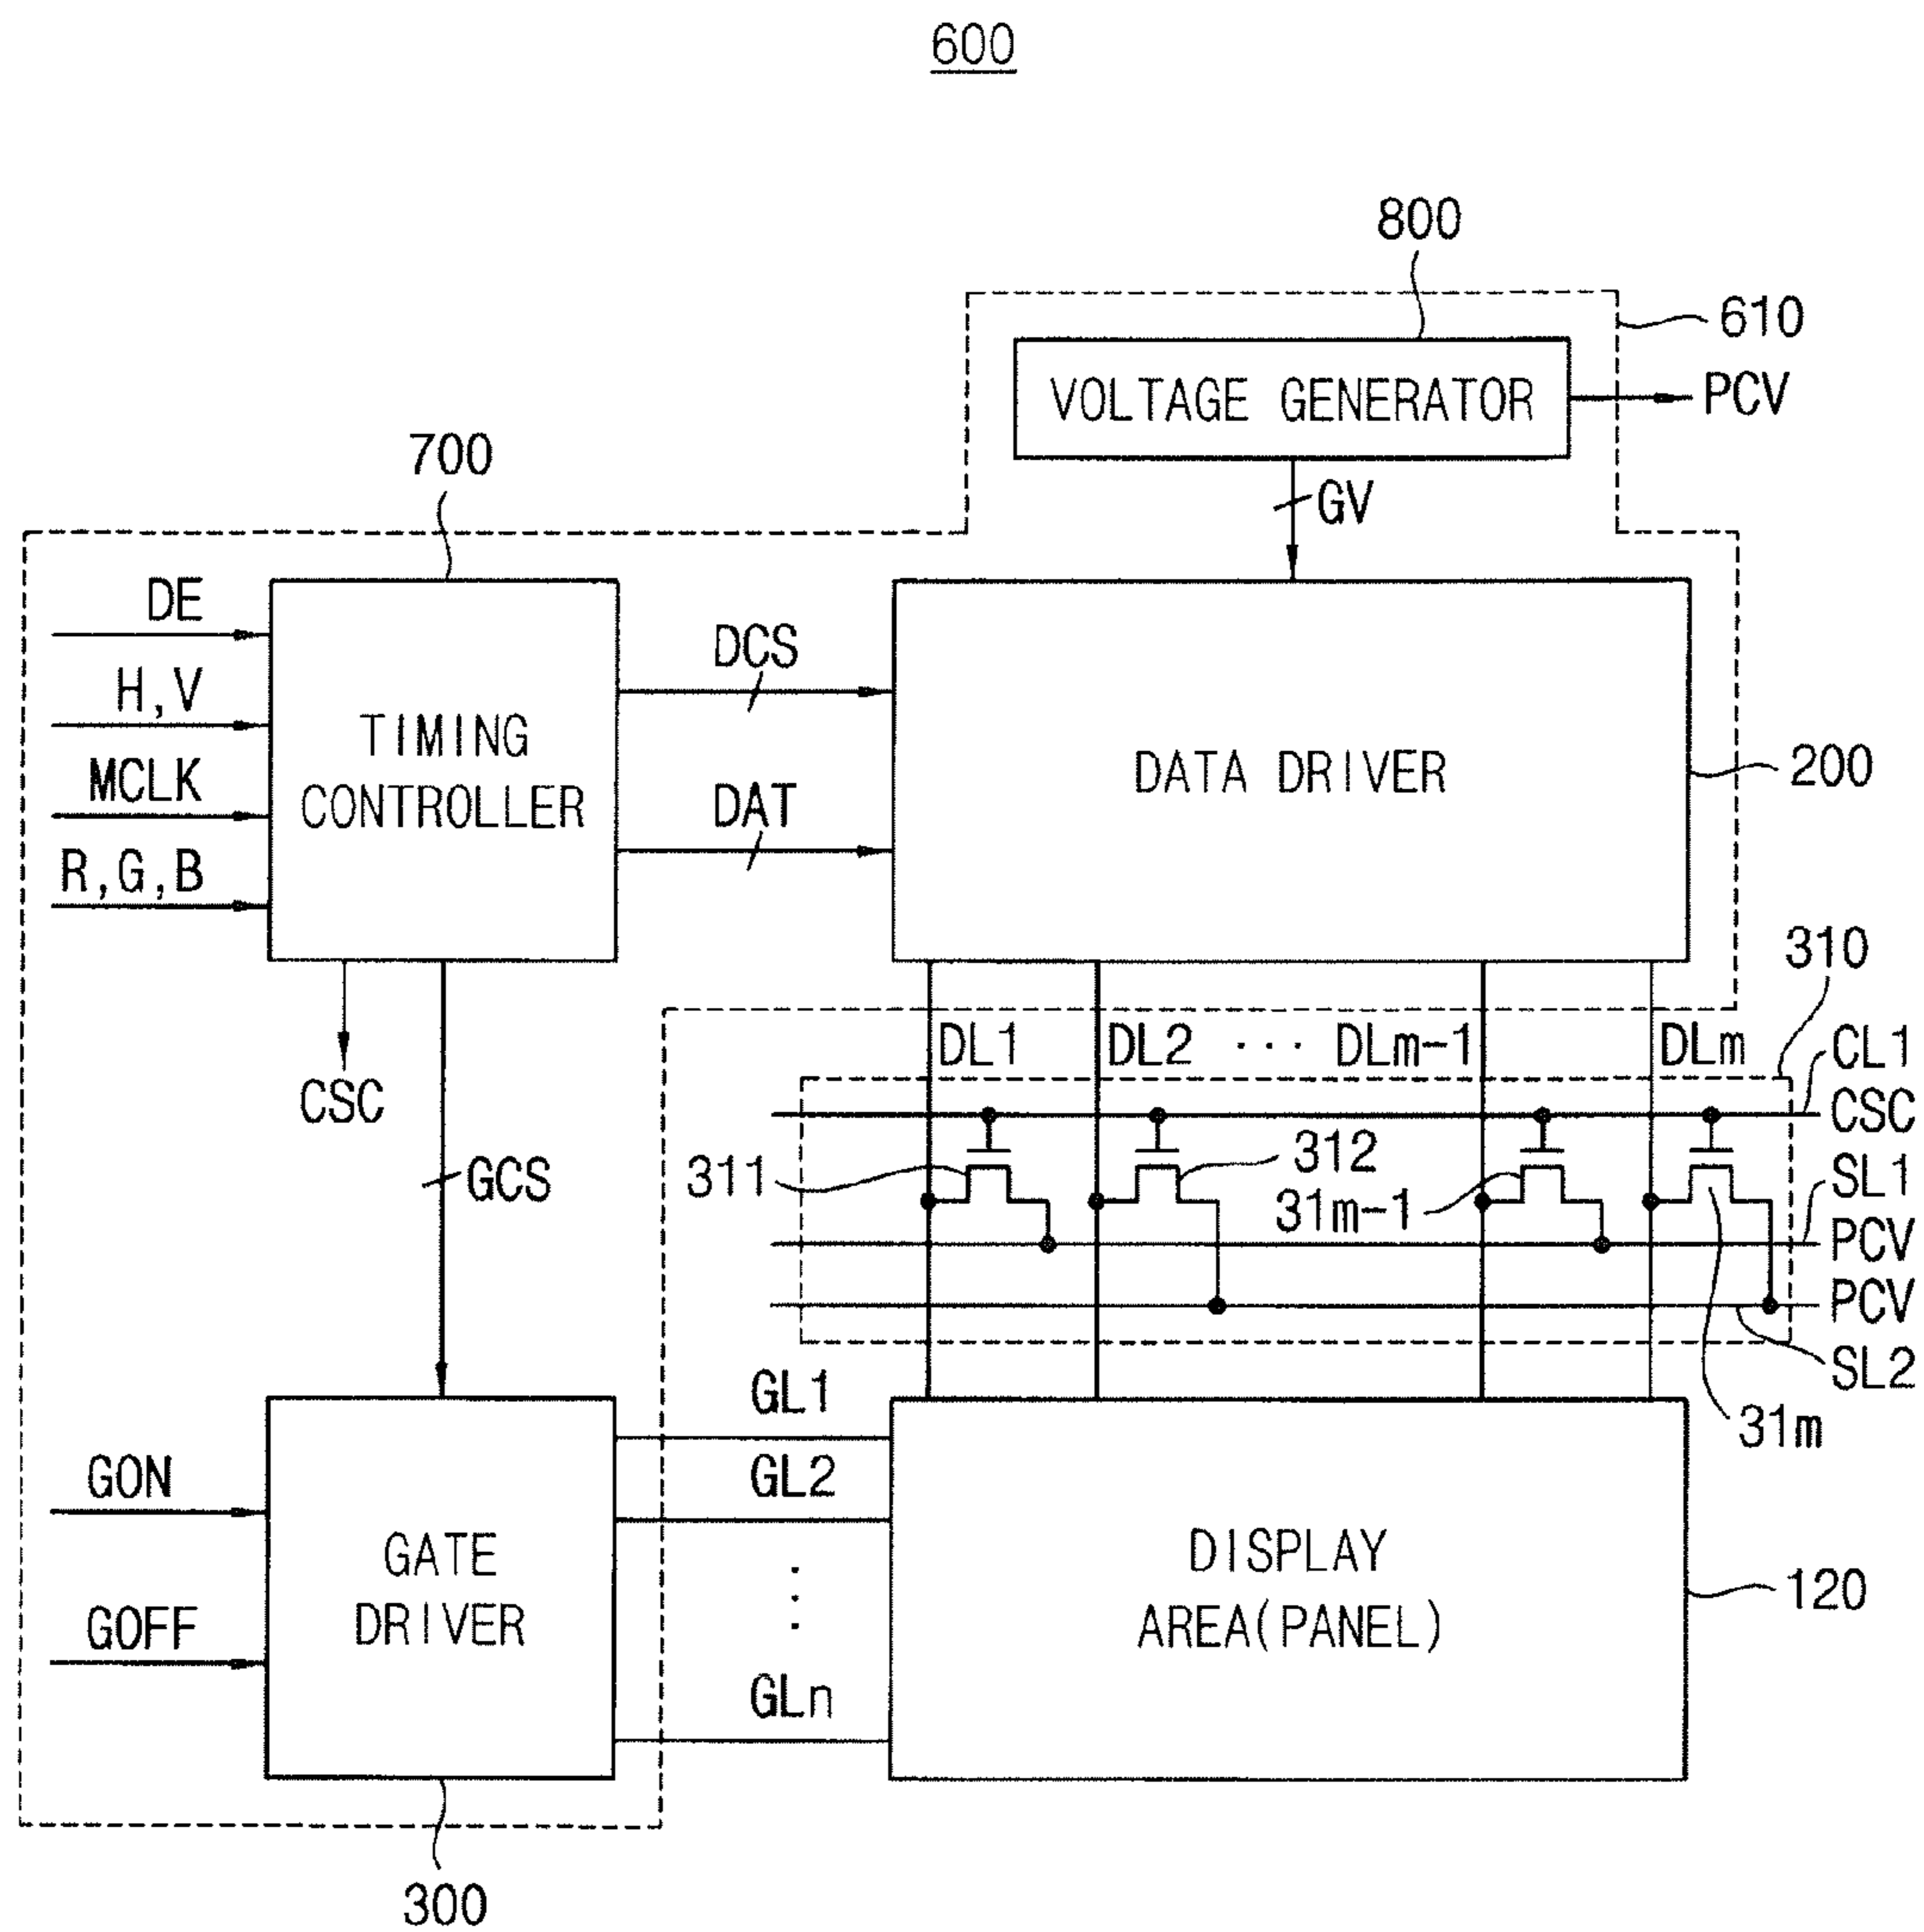 600
800
610
VOLTAGE GENERATOR
PCV
700
GV
DE
H,V
MCLK
R,G,B
TIMING
CONTROLLER
DCS
DAT
DATA DRIVER
200
310
CSC
GCS
DL1 DL2 ··· DLm-1 DLm
CL1
CSC
311
312
31m-1
SL1
PCV
PCV
SL2
31m
GL1
GL2
⋮
GLn
GON
GOFF
GATE
DRIVER
DISPLAY
AREA(PANEL)
120
300